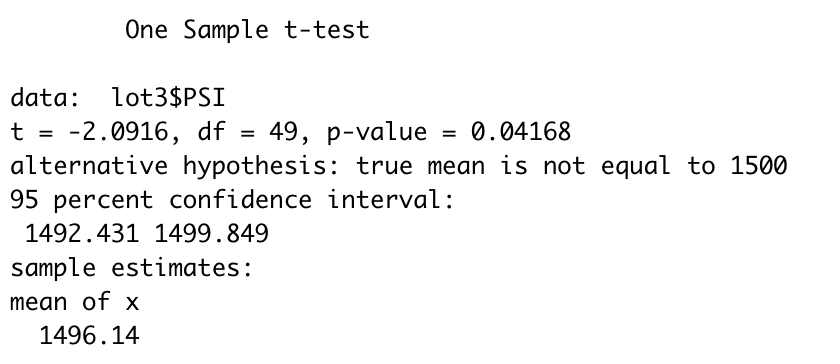 One Sample t-test
data:  lot3$PSI
t = -2.0916, df = 49, p-value = 0.04168
alternative hypothesis: true mean is not equal to 1500
95 percent confidence interval:
 1492.431 1499.849
sample estimates:
mean of x
  1496.14